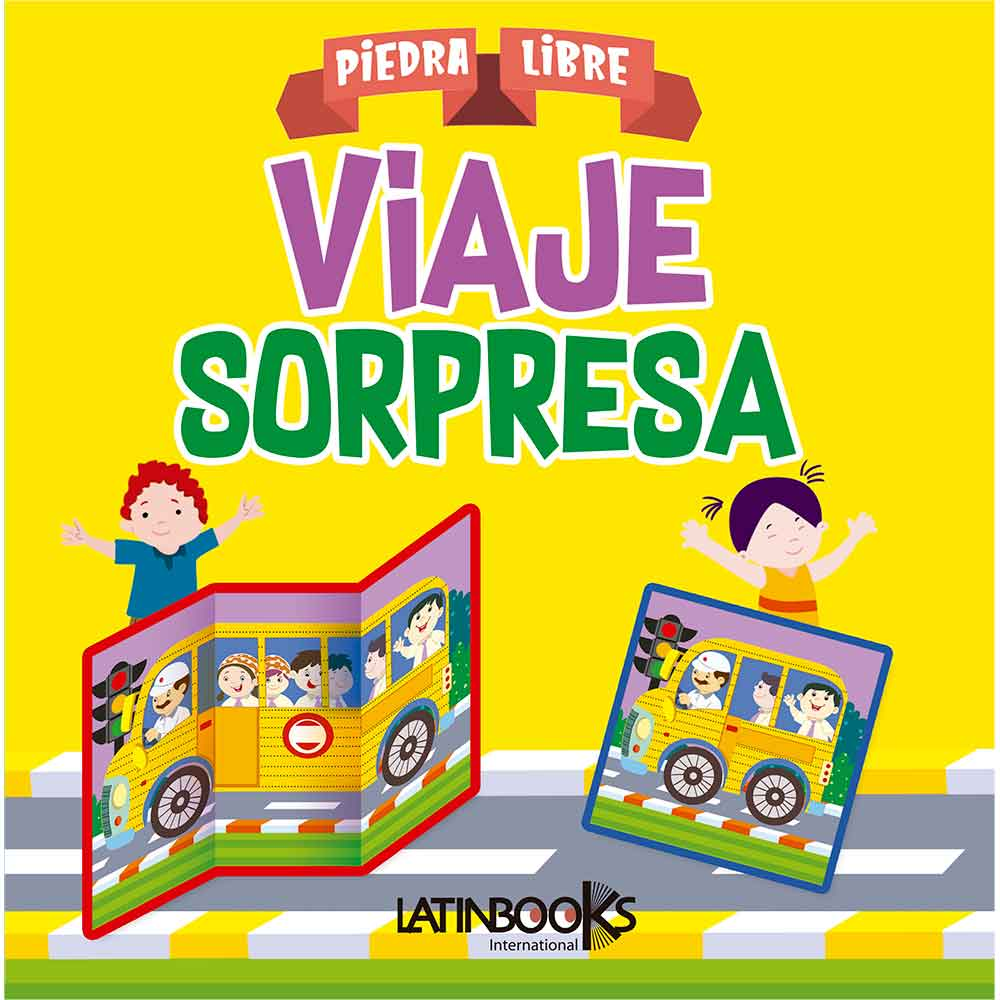 PiEDRA LiBRE
ViAJE
SORPRESA
LATINBOOKS
International